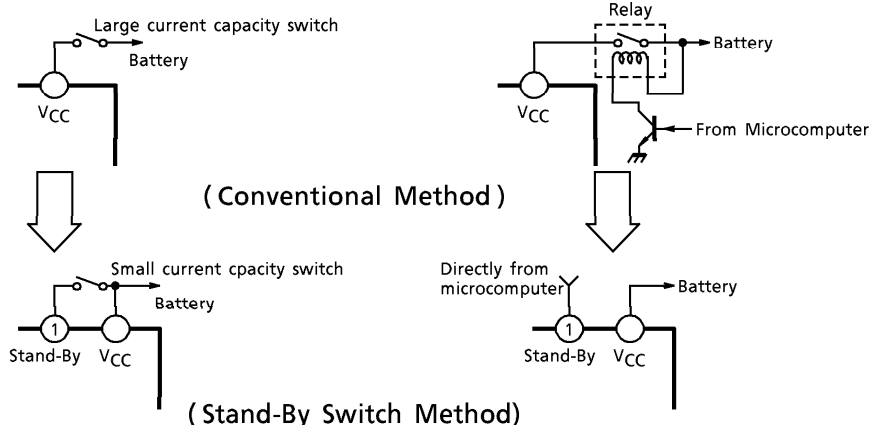 Large current capacity switch
Battery
VCC
Relay
Battery
VCC
From Microcomputer
(Conventional Method)
Small current cpacity switch
Battery
1
Stand-By
VCC
Directly from
microcomputer
Battery
1
Stand-By
VCC
(Stand-By Switch Method)